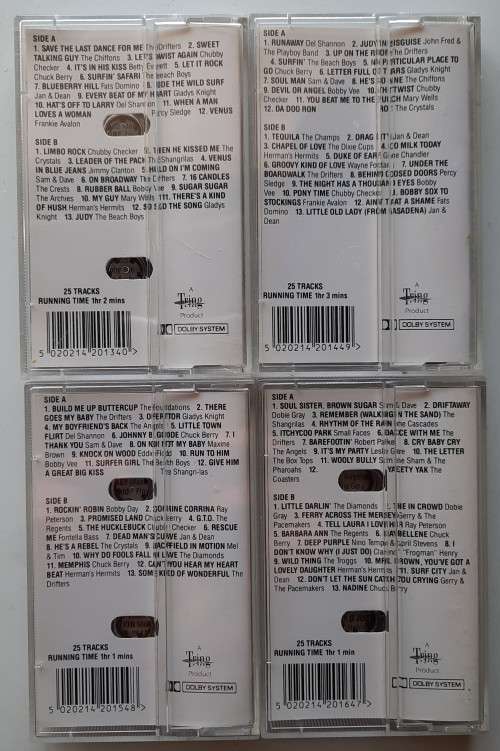 SIDE A
1. SAVE THE LAST DANCE FOR ME The Drifters 2. SWEET
TALKING GUY The Chiffons 3. LET'S TWIST AGAIN Chubby
Checker 4. IT'S IN HIS KISS Betty Everett 5. LET IT ROCK
Chuck Berry 6. SURFIN' SAFARI The Beach Boys
7. BLUEBERRY HILL Fats Domino 8. RIDE THE WILD SURF
Jan & Dean 9. EVERY BEAT OF MY HEART Gladys Knight
10. HAT'S OFF TO LARRY Del Shannon 11. WHEN A MAN
LOVES A WOMAN Percy Sledge 12. VENUS
Frankie Avalon
SIDE B
1. LIMBO ROCK Chubby Checker 2. THEN HE KISSED ME The
Crystals 3. LEADER OF THE PACK The Shangrilas 4. VENUS
IN BLUE JEANS Jimmy Clanton 5. HOLD ON I'M COMING
Sam & Dave 6. ON BROADWAY The Drifters 7. 16 CANDLES
The Crests 8. RUBBER BALL Bobby Vee 9. SUGAR SUGAR
The Archies 10. MY GUY Mary Wells 11. THERE'S A KIND
OF HUSH Herman's Hermits 12. SO SAD THE SONG Gladys
Knight 13. JUDY The Beach Boys
25 TRACKS
RUNNING TIME 1hr 2 mins
A
Tring
Product
DOLBY SYSTEM
5 020214 201340 >
SIDE A
1. RUNAWAY Del Shannon 2. JUDY IN DISGUISE John Fred &
The Playboy Band 3. UP ON THE ROOF The Drifters
4. SURFIN' The Beach Boys 5. NO PARTICULAR PLACE TO
GO Chuck Berry 6. LETTER FULL OF TEARS Gladys Knight
7. SOUL MAN Sam & Dave 8. HE'S SO FINE The Chiftons
9. DEVIL OR ANGEL Bobby Vee 10. THE TWIST Chubby
Checker 11. YOU BEAT ME TO THE PUNCH Mary Wells
12. DA DOO RON RON The Crystals
SIDE B
1. TEQUILA The Champs 2. DRAG CITY Jan & Dean
3. CHAPEL OF LOVE The Dixie Cups 4. NO MILK TODAY
Herman's Hermits 5. DUKE OF EARL Gene Chandler
6. GROOVY KIND OF LOVE Wayne Fontana 7. UNDER THE
BOARDWALK The Drifters 8. BEHIND CLOSED DOORS Percy
Sledge 9. THE NIGHT HAS A THOUSAND EYES Bobby
Vee 10. PONY TIME Chubby Checker 11. BOBBY SOX TO
STOCKINGS Frankie Avalon 12. AIN'T THAT A SHAME Fats
Domino 13. LITTLE OLD LADY (FROM PASADENA) Jan &
Dean
25 TRACKS
RUNNING TIME 1hr 3 mins
A
Tring
Product
DOLBY SYSTEM
5 020214 201449 >
SIDE A
1. BUILD ME UP BUTTERCUP The Foundations 2. THERE
GOES MY BABY The Drifters 3. OPERATOR Gladys Knight
4. MY BOYFRIEND'S BACK The Angels 5. LITTLE TOWN
FLIRT Del Shannon 6. JOHNNY B. GOODE Chuck Berry 7. I
THANK YOU Sam & Dave 8. OH NO NOT MY BABY Maxine
Brown 9. KNOCK ON WOOD Eddie Floyd 10. RUN TO HIM
Bobby Vee 11. SURFER GIRL The Beach Boys 12. GIVE HIM
A GREAT BIG KISS The Shangri-las
SIDE B
1. ROCKIN' ROBIN Bobby Day 2. CORRINE CORRINA Ray
Peterson 3. PROMISED LAND Chuck Berry 4. G.T.O. The
Regents 5. THE HUCKLEBUCK Chubby Checker 6. RESCUE
ME Fontella Bass 7. DEAD MAN'S CURVE Jan & Dean
8. HE'S A REBEL The Crystals 9. BACKFIELD IN MOTION Mel
& Tim 10. WHY DO FOOLS FALL IN LOVE The Diamonds
11. MEMPHIS Chuck Berry 12. CAN'T YOU HEAR MY HEART
BEAT Herman's Hermits 13. SOME KIND OF WONDERFUL The
Drifters
25 TRACKS
RUNNING TIME 1hr 1 mins
A
Tring
Product
DOLBY SYSTEM
5 020214 201548 >
SIDE A
1. SOUL SISTER, BROWN SUGAR Sam & Dave 2. DRIFTAWAY
Dobie Gray 3. REMEMBER (WALKING IN THE SAND) The
Shangrilas 4. RHYTHM OF THE RAIN The Cascades
5. ITCHYCOO PARK Small Faces 6. DANCE WITH ME The
Drifters 7. BAREFOOTIN' Robert Parker 8. CRY BABY CRY
The Angels 9. IT'S MY PARTY Leslie Gore 10. THE LETTER
The Box Tops 11. WOOLY BULLY Sam The Sham & The
Pharoahs 12. YAKETY YAK The
Coasters
SIDE B
1. LITTLE DARLIN' The Diamonds 2. THE IN CROWD Dobie
Gray 3. FERRY ACROSS THE MERSEY Gerry & The
Pacemakers 4. TELL LAURA I LOVE HER Ray Peterson
5. BARBARA ANN The Regents 6. MAYBELLENE Chuck
Berry 7. DEEP PURPLE Nino Tempo & April Stevens 8. I
DON'T KNOW WHY (I JUST DO) Clarence "Frogman" Henry
9. WILD THING The Troggs 10. MRS. BROWN, YOU'VE GOT A
LOVELY DAUGHTER Herman's Hermits 11. SURF CITY Jan &
Dean 12. DON'T LET THE SUN CATCH YOU CRYING Gerry &
The Pacemakers 13. NADINE Chuck Berry
25 TRACKS
RUNNING TIME 1hr 1 mins
A
Tring
Product
DOLBY SYSTEM
5 020214 201647 >